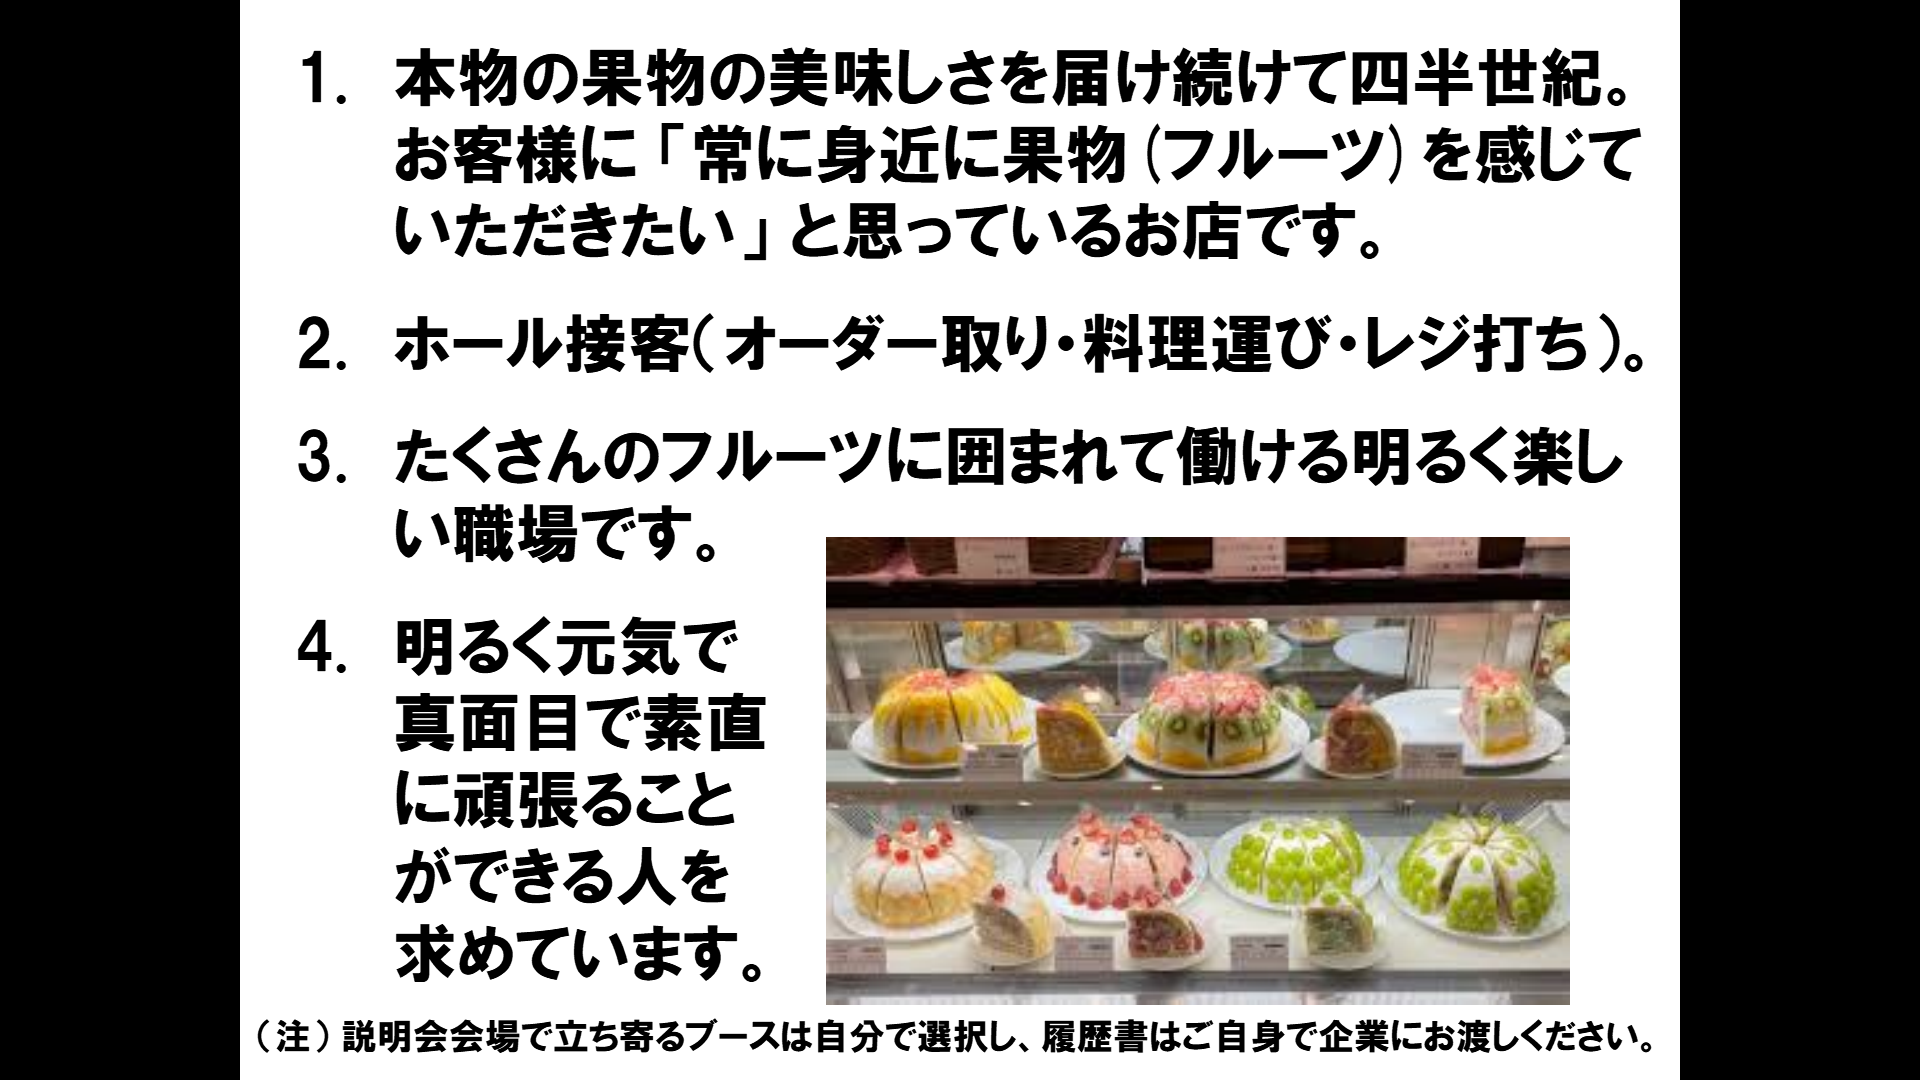 1. 本物の果物の美味しさを届け続けて四半世紀。
お客様に「常に身近に果物(フルーツ)を感じて
いただきたい」と思っているお店です。
2. ホール接客(オーダー取り・料理運び・レジ打ち)。
3. たくさんのフルーツに囲まれて働ける明るく楽し
い職場です。
4. 明るく元気で
真面目で素直
に頑張ること
ができる人を
求めています。
(注)説明会会場で立ち寄るブースは自分で選択し、履歴書はご自身で企業にお渡しください。